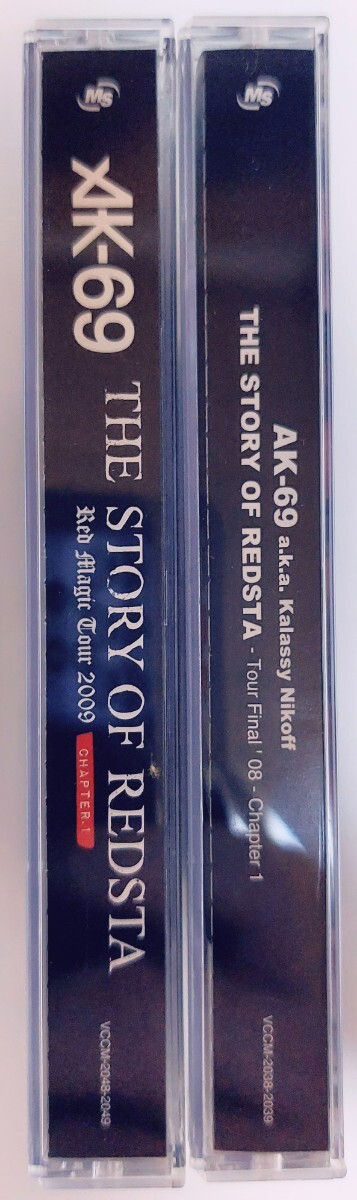 MS
AK-69
THE STORY OF REDSTA
Red Magic Tour 2009 CHAPTER.1
VCCM-2048-2049
MS
AK-69 a.k.a. Kalassy Nikoff
THE STORY OF REDSTA - Tour Final '08 - Chapter 1
VCCM-2038-2039